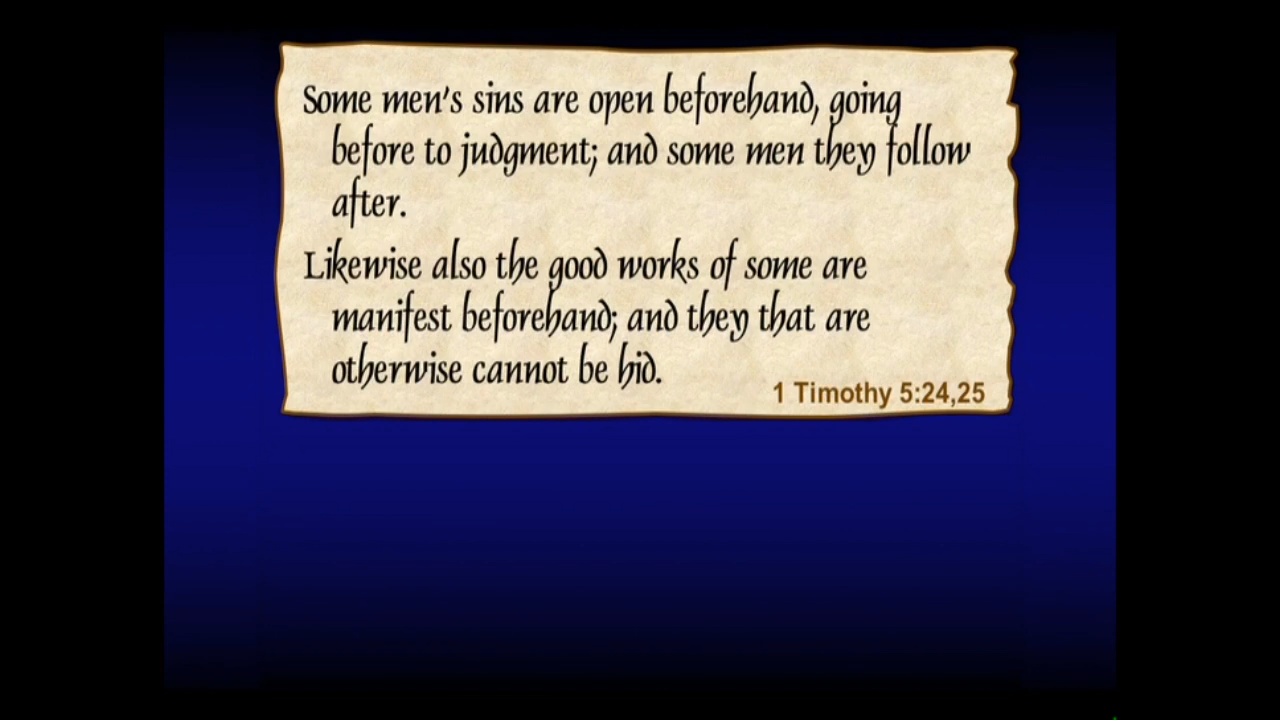 Some men's sins are open beforehand, going
before to judgment; and some men they follow
after.
Likewise also the good works of some are
manifest beforehand; and they that are
otherwise cannot be hid.
1 Timothy 5:24,25